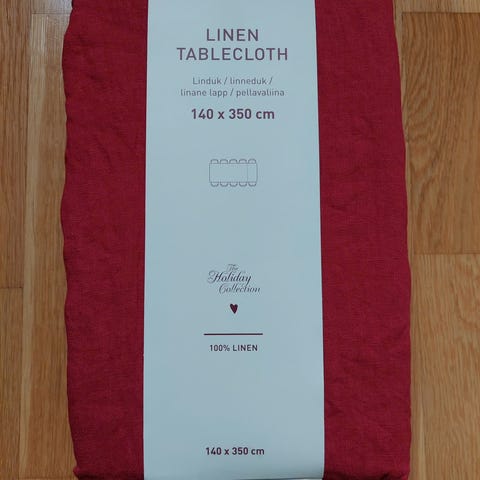 LINEN
TABLECLOTH
Linduk / linneduk /
linane lapp / pellavaliina
140 x 350 cm
The
Holiday
Collection
100% LINEN
140 x 350 cm